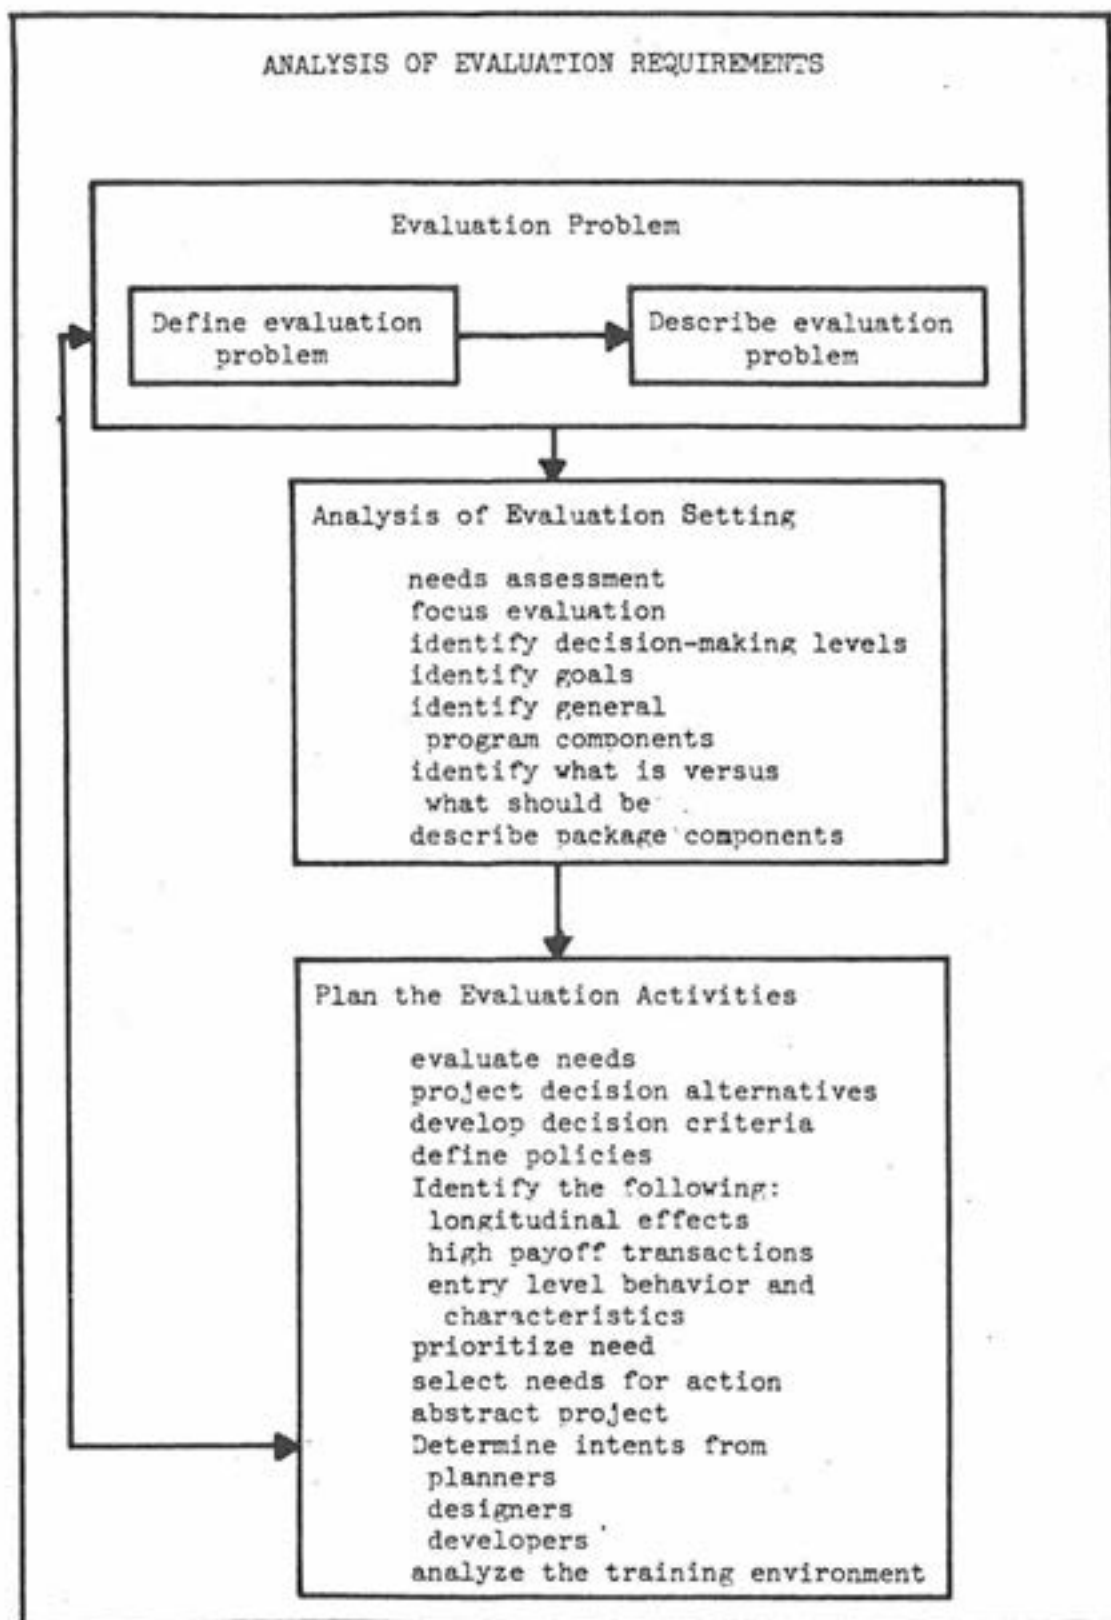 ANALYSIS OF EVALUATION REQUIREMENTS
Evaluation Problem
Define evaluation
problem
Describe evaluation
problem
Analysis of Evaluation Setting
needs assessment
focus evaluation
identify decision-making levels
identify goals
identify general
program components
identify what is versus
what should be
describe package components
Plan the Evaluation Activities
evaluate needs
project decision alternatives
develop decision criteria
define policies
Identify the following:
longitudinal effects
high payoff transactions
entry level behavior and
characteristics
prioritize need
select needs for action
abstract project
Determine intents from
planners
designers
developers
analyze the training environment